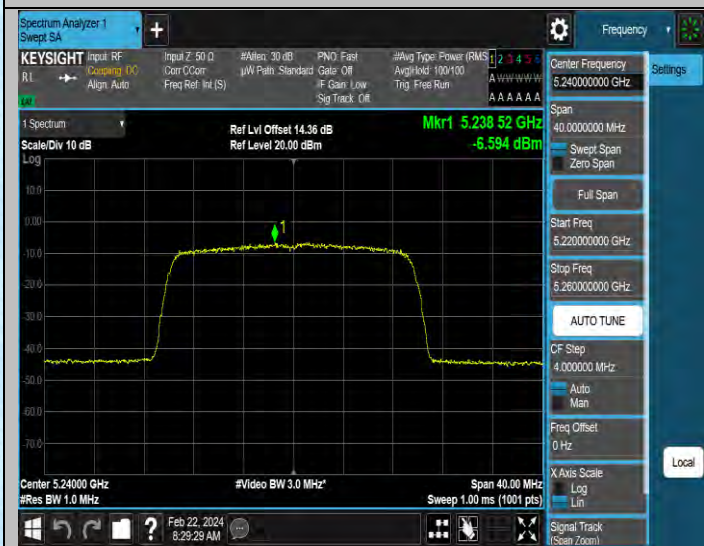 Spectrum Analyzer 1
Swept SA
Frequency
KEYSIGHT
RL
Input: RF
Coupling: DC
Align: Auto
Input Z: 50 Ω
Corr CCorr
Freq Ref: Int (S)
#Atten: 30 dB
µW Path: Standard
PNO: Fast
Gate: Off
IF Gain: Low
Sig Track: Off
#Avg Type: Power (RMS
Avg|Hold: 100/100
Trig: Free Run
1 2 3 4 5 6
A W W W W W
A A A A A A
1 Spectrum
Scale/Div 10 dB
Log
Ref Lvl Offset 14.36 dB
Ref Level 20.00 dBm
Mkr1 5.238 52 GHz
-6.594 dBm
10.0
0.00
-10.0
-20.0
-30.0
-40.0
-50.0
-60.0
-70.0
1
Center 5.24000 GHz
#Res BW 1.0 MHz
#Video BW 3.0 MHz*
Span 40.00 MHz
Sweep 1.00 ms (1001 pts)
Feb 22, 2024
8:29:29 AM
Center Frequency
5.240000000 GHz
Settings
Span
40.0000000 MHz
Swept Span
Zero Span
Full Span
Start Freq
5.220000000 GHz
Stop Freq
5.260000000 GHz
AUTO TUNE
CF Step
4.000000 MHz
Auto
Man
Freq Offset
0 Hz
X Axis Scale
Log
Lin
Local
Signal Track
(Span Zoom)